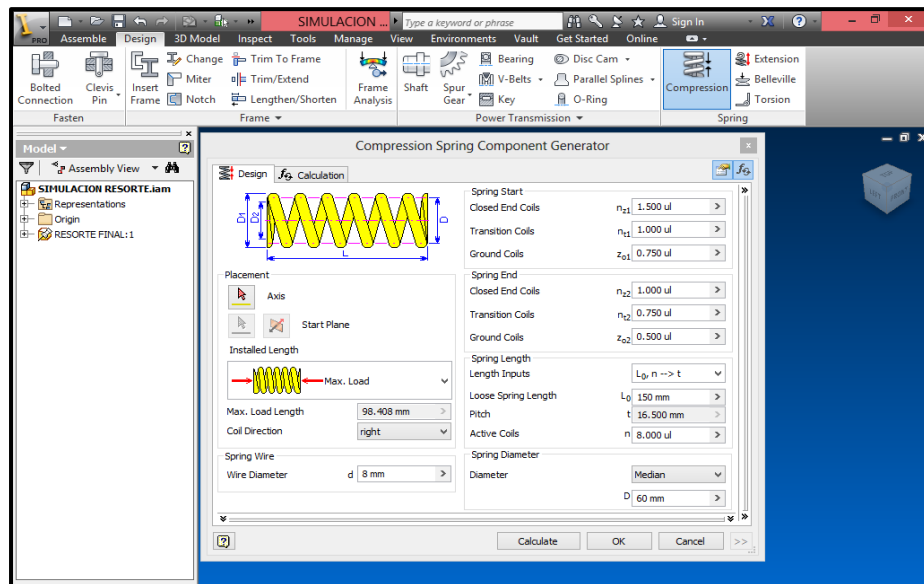 SIMULACION ... Type a keyword or phrase Sign In
PRO Assemble Design 3D Model Inspect Tools Manage View Environments Vault Get Started Online
Bolted Connection Clevis Pin Insert Frame Change Miter Notch Trim To Frame Trim/Extend Lengthen/Shorten Frame Analysis Shaft Spur Gear Bearing V-Belts Key Disc Cam Parallel Splines O-Ring Compression Extension Belleville Torsion
Fasten Frame Power Transmission Spring
Model
Assembly View
SIMULACION RESORTE.iam
Representations
Origin
RESORTE FINAL:1
Compression Spring Component Generator
Design fG Calculation
D1 D2 D
L
Placement
Axis
Start Plane
Installed Length
Max. Load
Max. Load Length 98.408 mm
Coil Direction right
Spring Wire
Wire Diameter d 8 mm
Spring Start
Closed End Coils nz1 1.500 ul
Transition Coils nt1 1.000 ul
Ground Coils zo1 0.750 ul
Spring End
Closed End Coils nz2 1.000 ul
Transition Coils nt2 0.750 ul
Ground Coils zo2 0.500 ul
Spring Length
Length Inputs L0, n --> t
Loose Spring Length L0 150 mm
Pitch t 16.500 mm
Active Coils n 8.000 ul
Spring Diameter
Diameter Median
D 60 mm
Calculate OK Cancel >>
TOP
LEFT FRONT